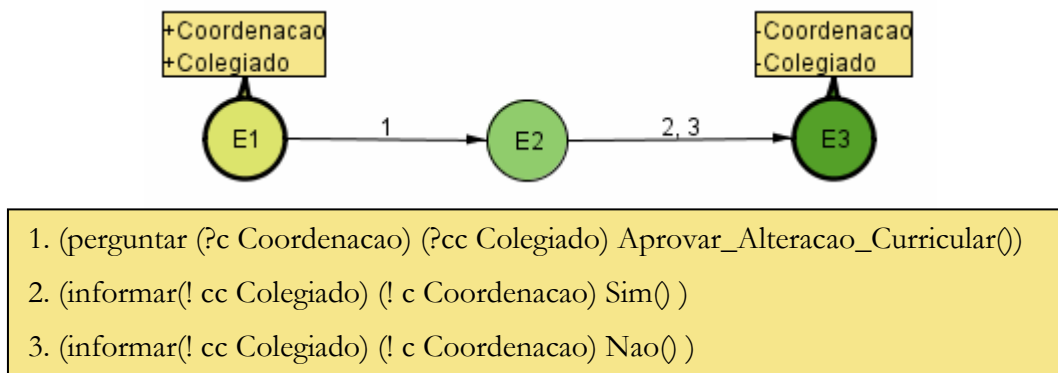 +Coordenacao
+Colegiado
-Coordenacao
-Colegiado
E1
1
E2
2, 3
E3
1. (perguntar (?c Coordenacao) (?cc Colegiado) Aprovar_Alteracao_Curricular())
2. (informar(! cc Colegiado) (! c Coordenacao) Sim() )
3. (informar(! cc Colegiado) (! c Coordenacao) Nao() )